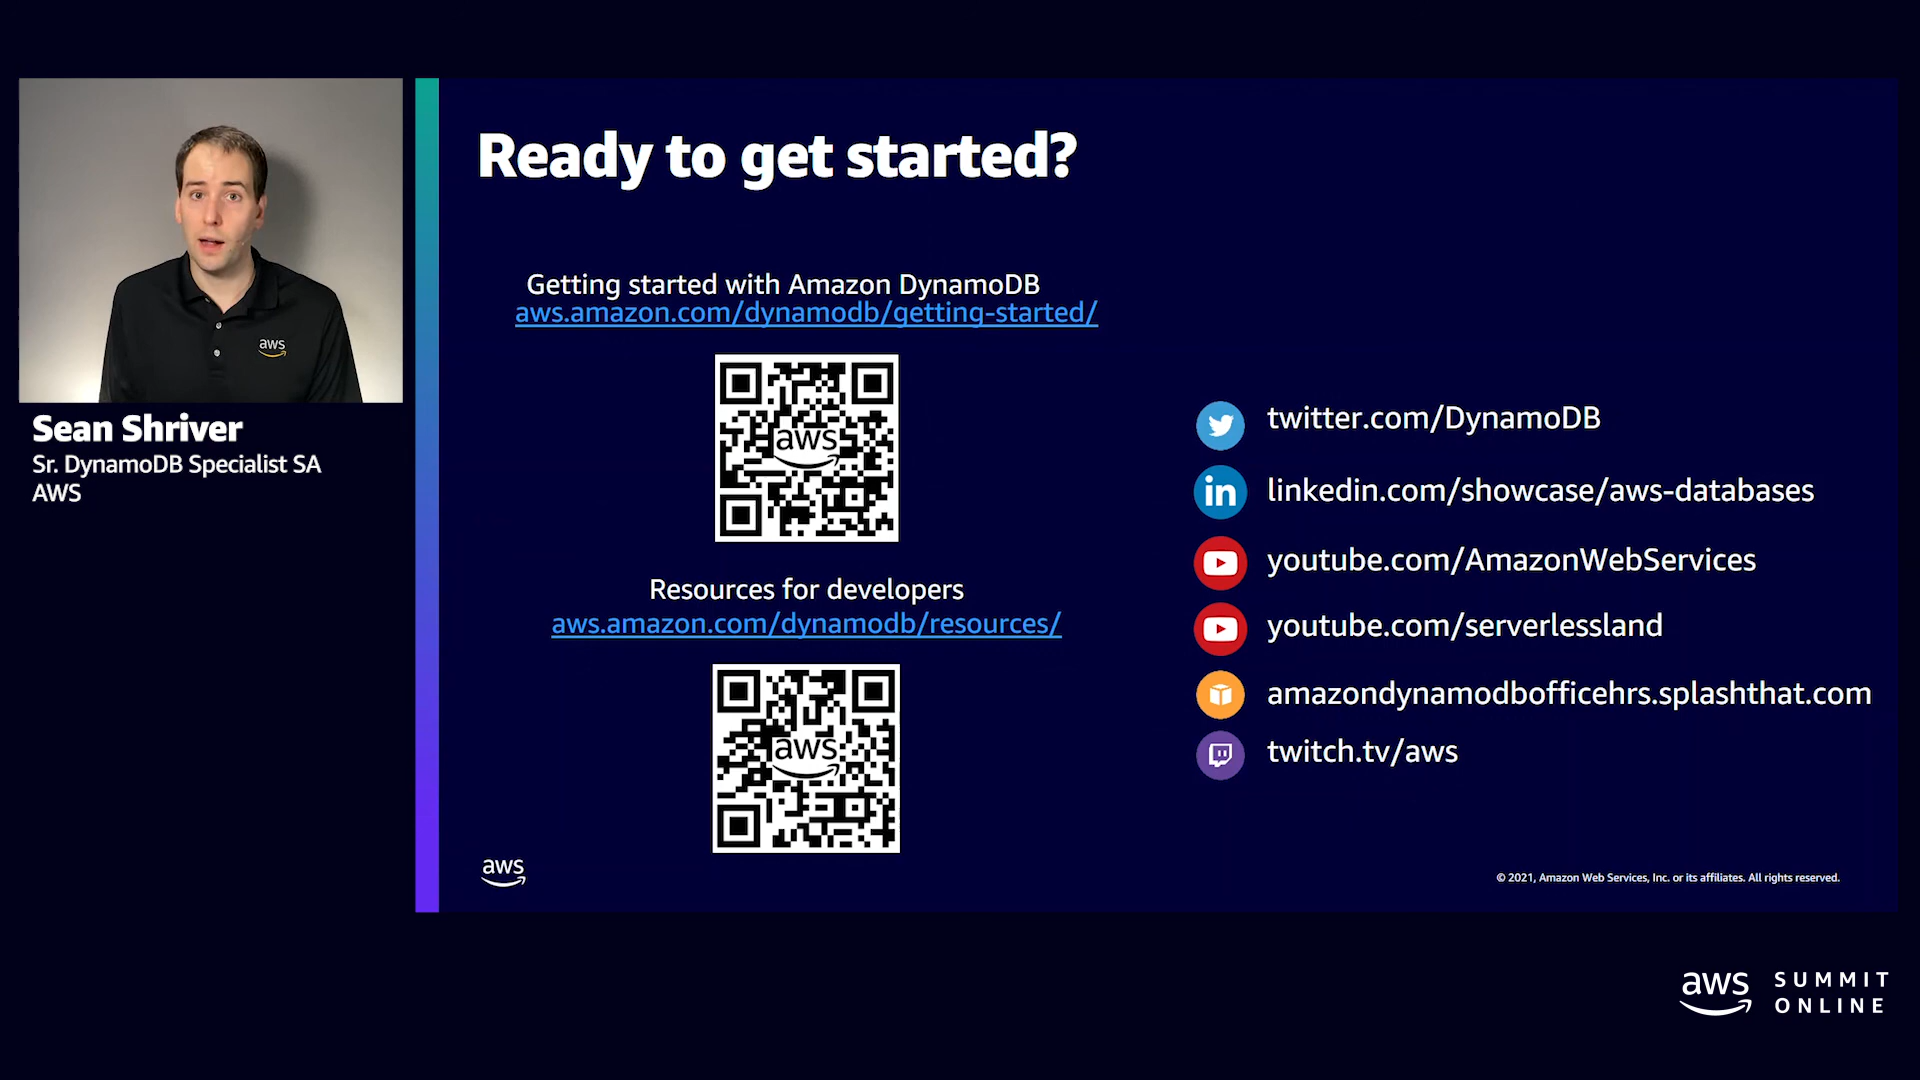 aws
Sean Shriver
Sr. DynamoDB Specialist SA
AWS
Ready to get started?
Getting started with Amazon DynamoDB
aws.amazon.com/dynamodb/getting-started/
aws
Resources for developers
aws.amazon.com/dynamodb/resources/
aws
twitter.com/DynamoDB
in
linkedin.com/showcase/aws-databases
youtube.com/AmazonWebServices
youtube.com/serverlessland
amazondynamodbofficehrs.splashthat.com
twitch.tv/aws
aws
© 2021, Amazon Web Services, Inc. or its affiliates. All rights reserved.
aws SUMMIT
ONLINE